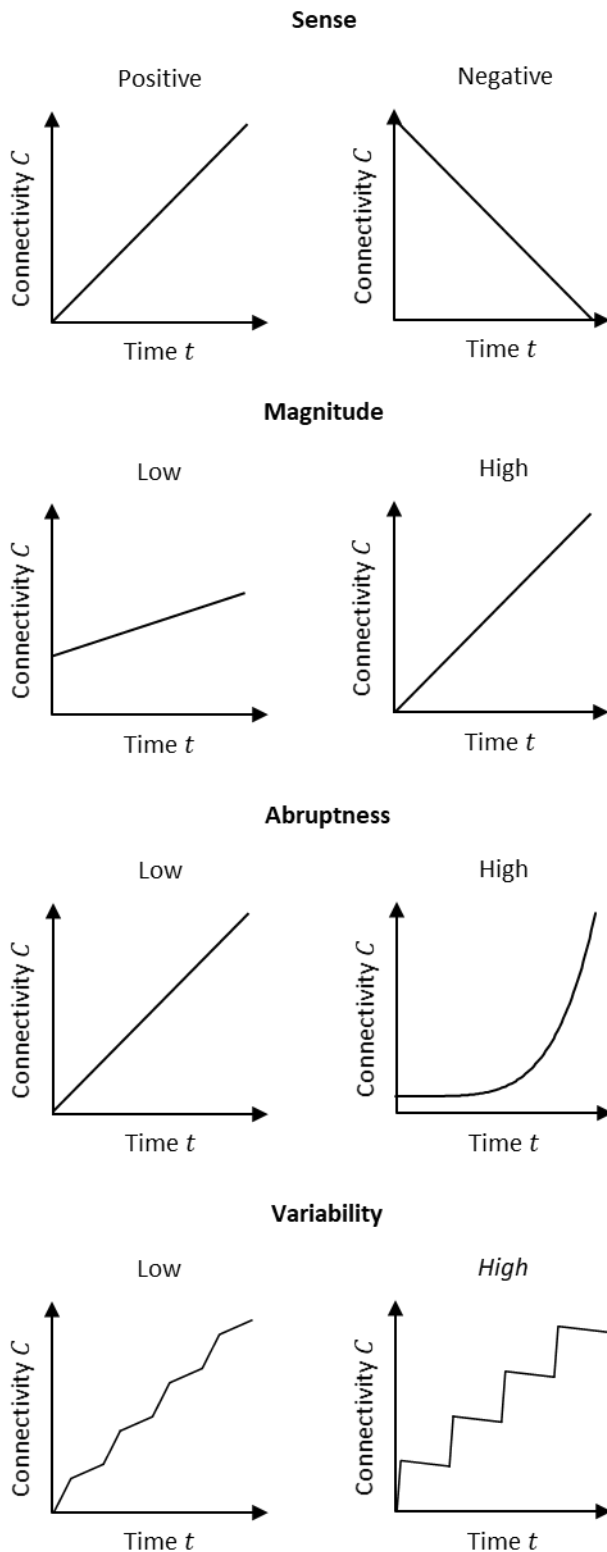 Sense
Positive
Negative
Connectivity C
Time t
Connectivity C
Time t
Magnitude
Low
High
Connectivity C
Time t
Connectivity C
Time t
Abruptness
Low
High
Connectivity C
Time t
Connectivity C
Time t
Variability
Low
High
Connectivity C
Time t
Connectivity C
Time t